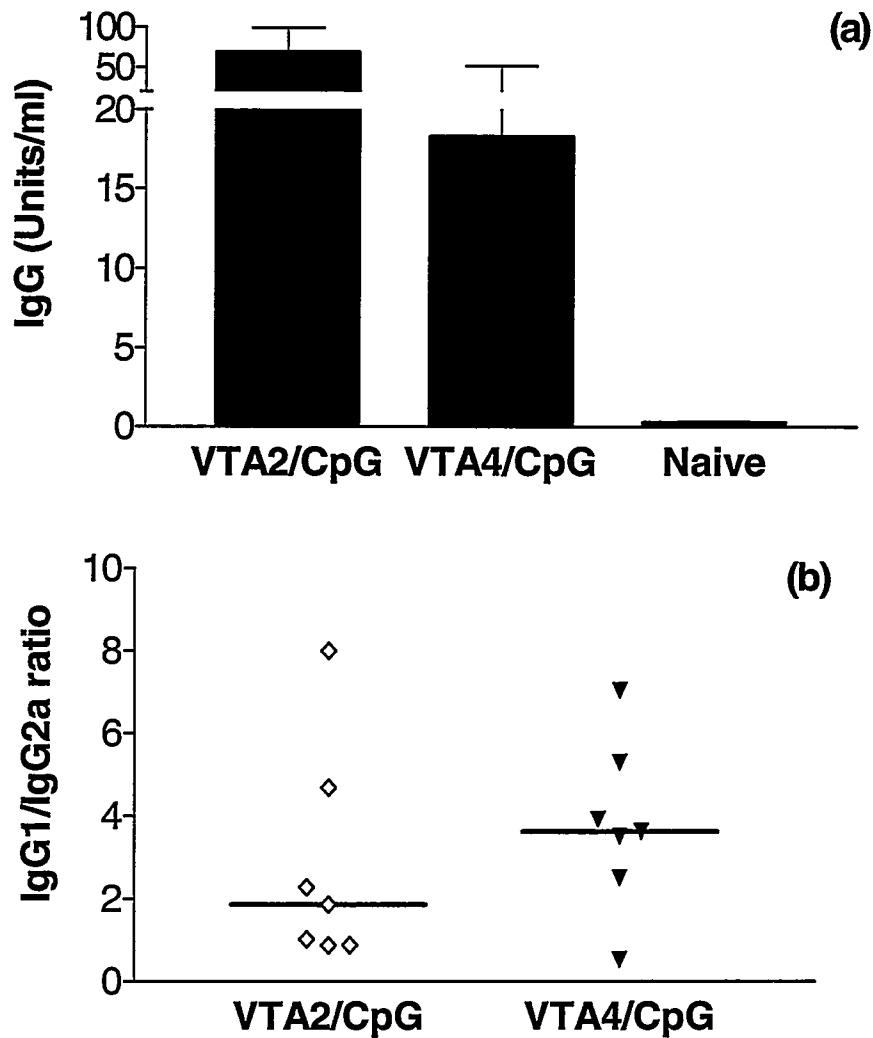 (a)
IgG (Units/ml)
100
50
20
15
10
5
0
VTA2/CpG VTA4/CpG Naive
(b)
IgG1/IgG2a ratio
10
8
6
4
2
0
VTA2/CpG VTA4/CpG